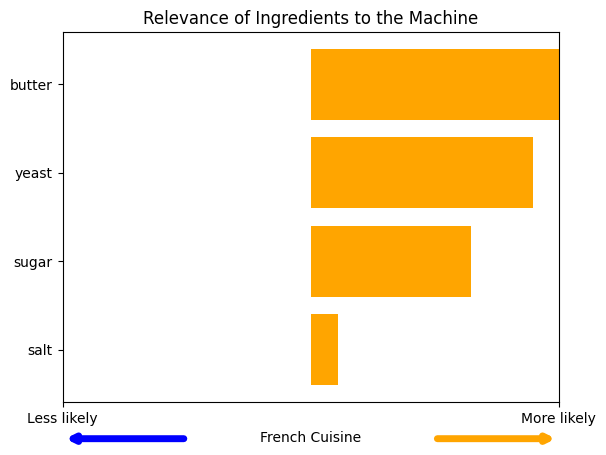 Relevance of Ingredients to the Machine
butter
yeast
sugar
salt
Less likely
More likely
French Cuisine